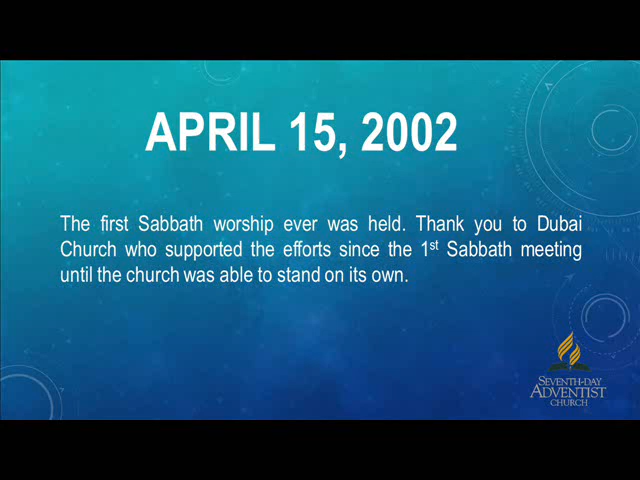 APRIL 15, 2002
The first Sabbath worship ever was held. Thank you to Dubai
Church who supported the efforts since the 1st Sabbath meeting
until the church was able to stand on its own.
SEVENTH-DAY
ADVENTIST
CHURCH